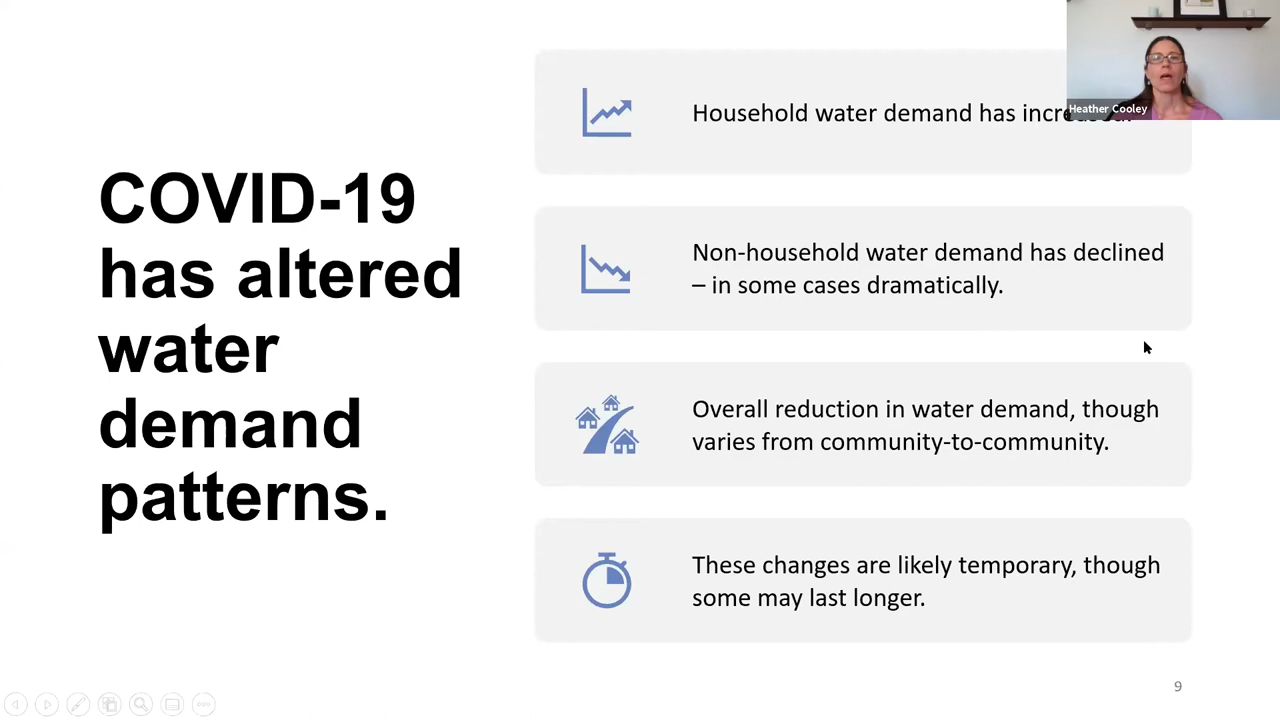 COVID-19
has altered
water
demand
patterns.
Household water demand has increased.
Heather Cooley
Non-household water demand has declined
– in some cases dramatically.
Overall reduction in water demand, though
varies from community-to-community.
These changes are likely temporary, though
some may last longer.
9